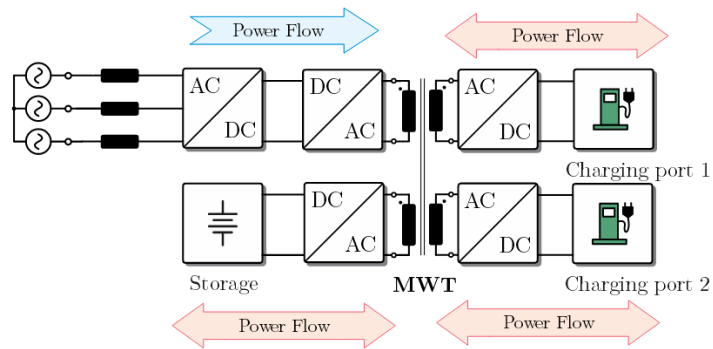 Power Flow
Power Flow
AC
DC
DC
AC
AC
DC
Charging port 1
DC
AC
AC
DC
Storage
MWT
Charging port 2
Power Flow
Power Flow